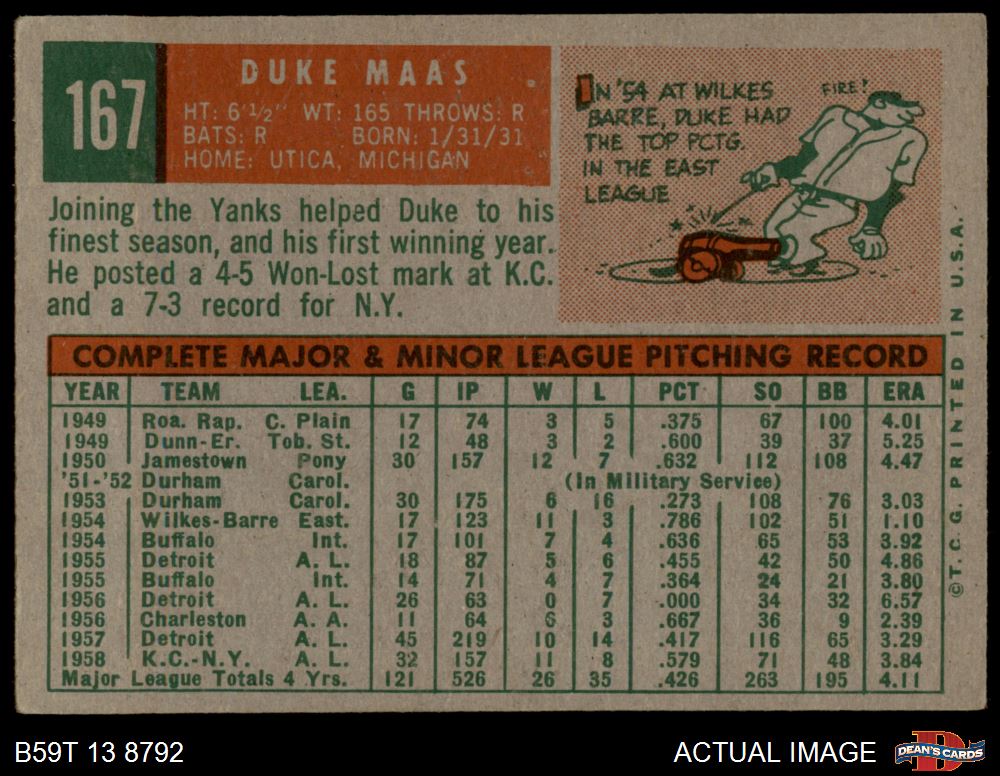 167
DUKE MAAS
HT: 6'½" WT: 165 THROWS: R
BATS: R BORN: 1/31/31
HOME: UTICA, MICHIGAN
IN '54 AT WILKES
BARRE, DUKE HAD
THE TOP PCTG.
IN THE EAST
LEAGUE
FIRE!
Joining the Yanks helped Duke to his
finest season, and his first winning year.
He posted a 4-5 Won-Lost mark at K.C.
and a 7-3 record for N.Y.
COMPLETE MAJOR & MINOR LEAGUE PITCHING RECORD
YEAR TEAM LEA. G IP W L PCT SO BB ERA
1949 Roa. Rap. C. Plain 17 74 3 5 .375 67 100 4.01
1949 Dunn-Er. Tob. St. 12 48 3 2 .600 39 37 5.25
1950 Jamestown Pony 30 157 12 7 .632 112 108 4.47
'51-'52 Durham Carol. (In Military Service)
1953 Durham Carol. 30 175 6 16 .273 108 76 3.03
1954 Wilkes-Barre East. 17 123 11 3 .786 102 51 1.10
1954 Buffalo Int. 17 101 7 4 .636 65 53 3.92
1955 Detroit A. L. 18 87 5 6 .455 42 50 4.86
1955 Buffalo Int. 14 71 4 7 .364 24 21 3.80
1956 Detroit A. L. 26 63 0 7 .000 34 32 6.57
1956 Charleston A. A. 11 64 6 3 .667 36 9 2.39
1957 Detroit A. L. 45 219 10 14 .417 116 65 3.29
1958 K.C.-N.Y. A. L. 32 157 11 8 .579 71 48 3.84
Major League Totals 4 Yrs. 121 526 26 35 .426 263 195 4.11
©T.C.G. PRINTED IN U.S.A.
B59T 13 8792
ACTUAL IMAGE
D
DEAN'S CARDS